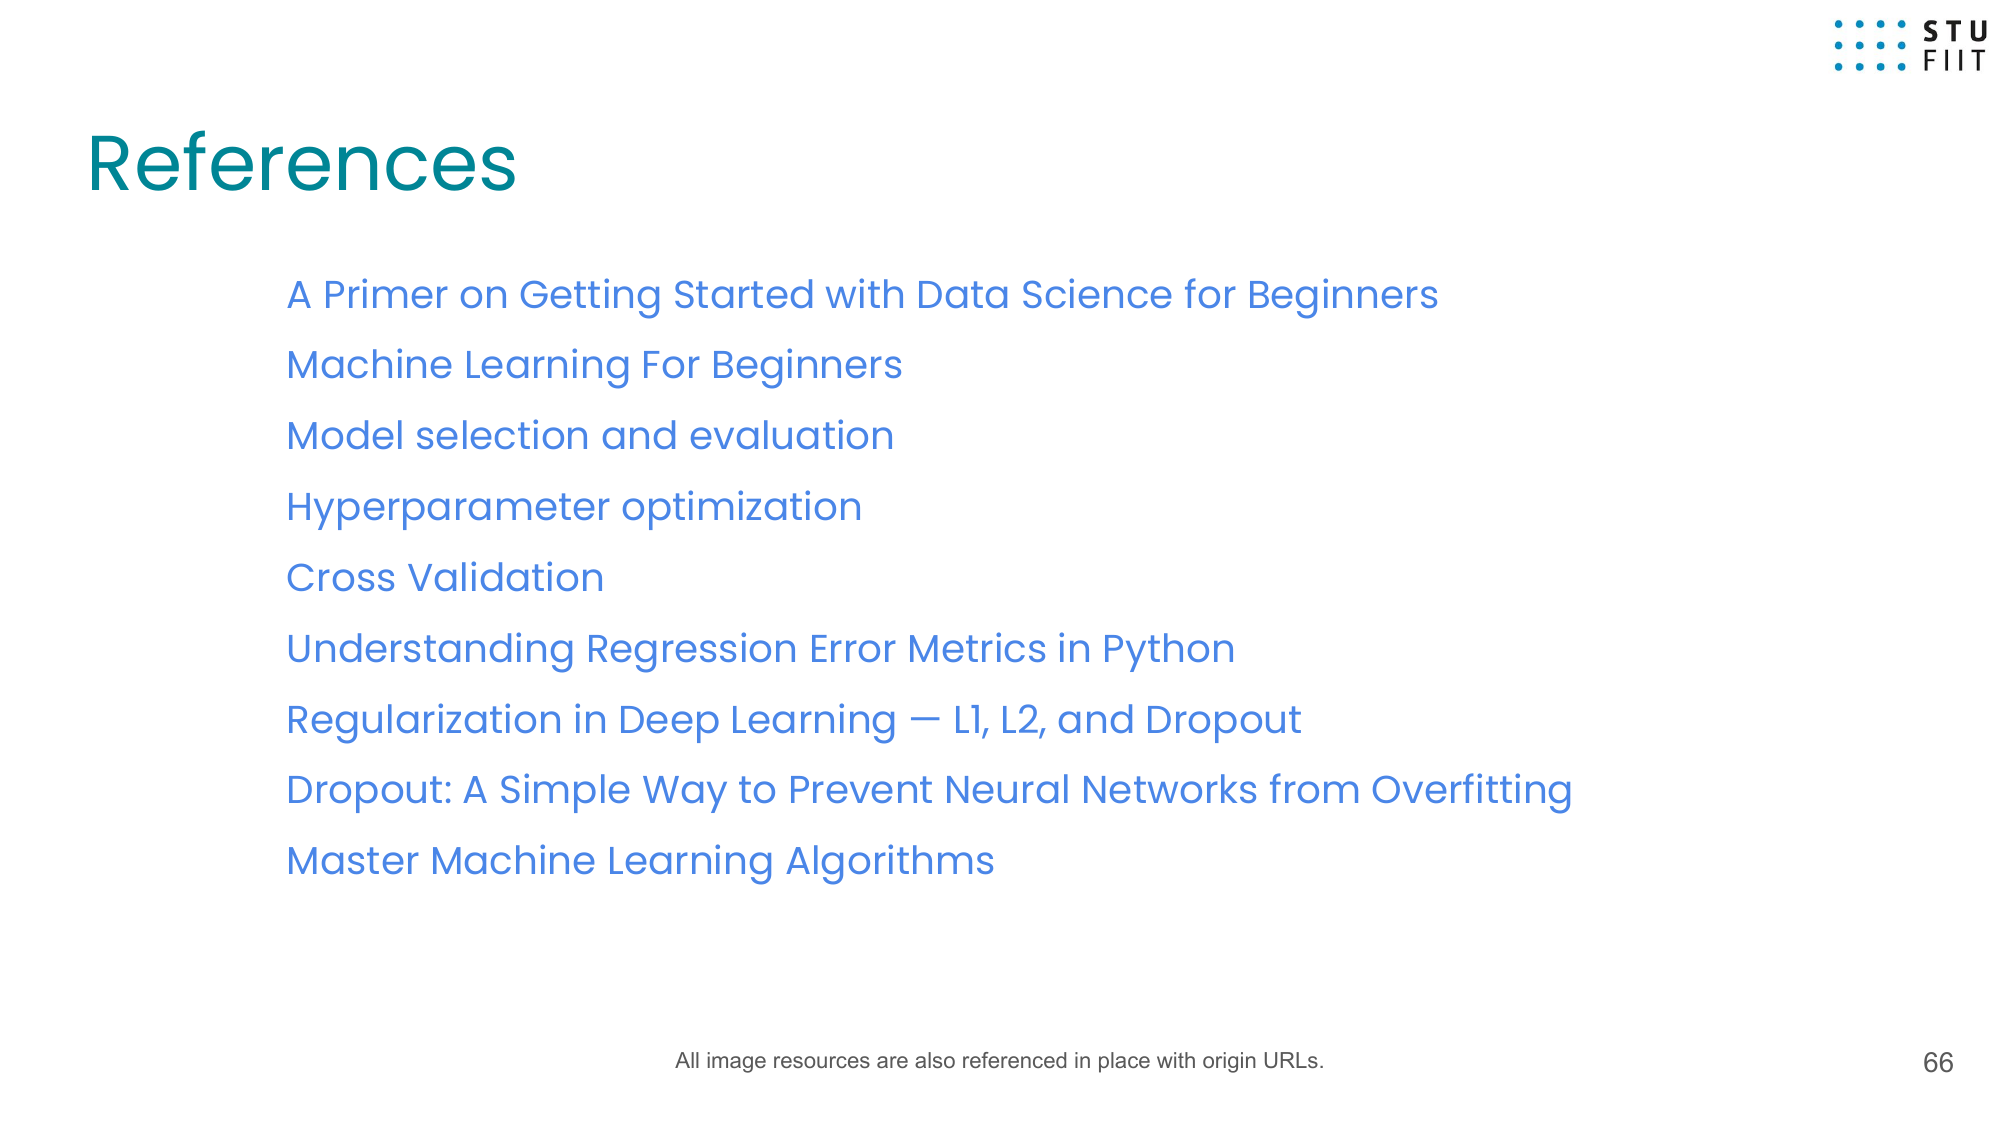 STU
FIIT
References
A Primer on Getting Started with Data Science for Beginners
Machine Learning For Beginners
Model selection and evaluation
Hyperparameter optimization
Cross Validation
Understanding Regression Error Metrics in Python
Regularization in Deep Learning — L1, L2, and Dropout
Dropout: A Simple Way to Prevent Neural Networks from Overfitting
Master Machine Learning Algorithms
All image resources are also referenced in place with origin URLs.
66